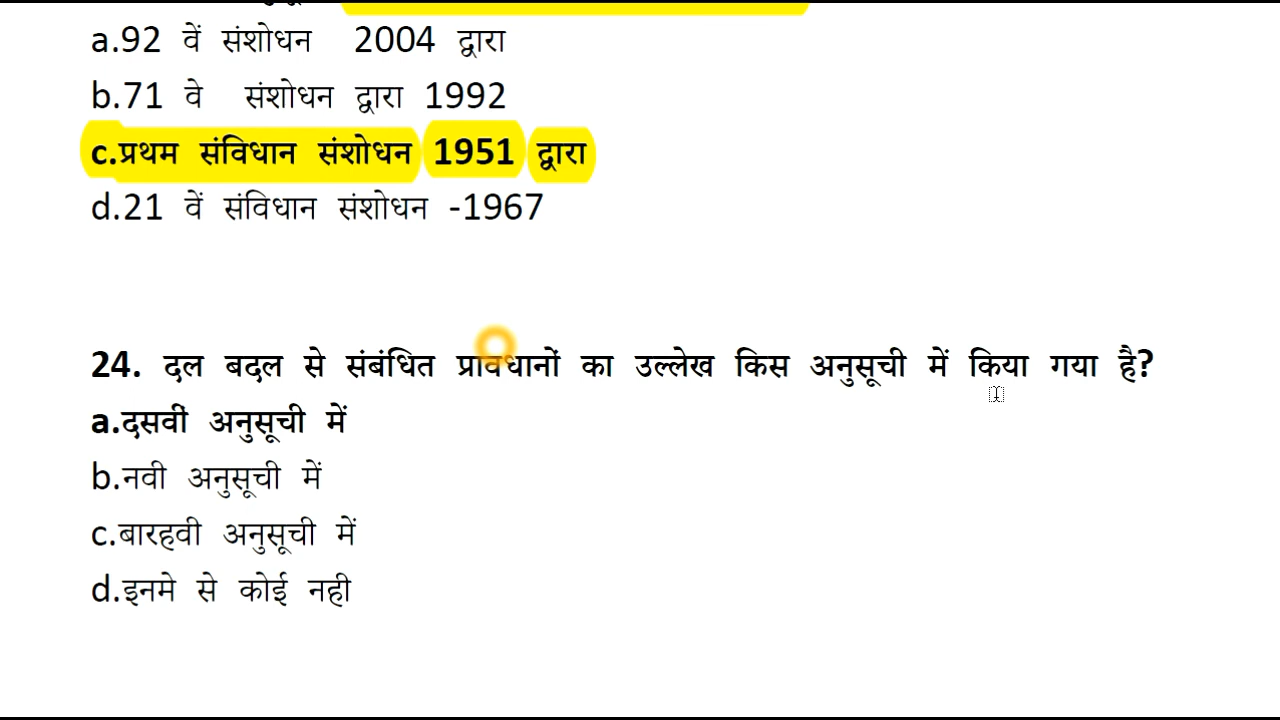 a.92 वें संशोधन 2004 द्वारा
b.71 वे संशोधन द्वारा 1992
c.प्रथम संविधान संशोधन 1951 द्वारा
d.21 वें संविधान संशोधन -1967
24. दल बदल से संबंधित प्रावधानों का उल्लेख किस अनुसूची में किया गया है?
a.दसवीं अनुसूची में
b.नवी अनुसूची में
c.बारहवी अनुसूची में
d.इनमे से कोई नही